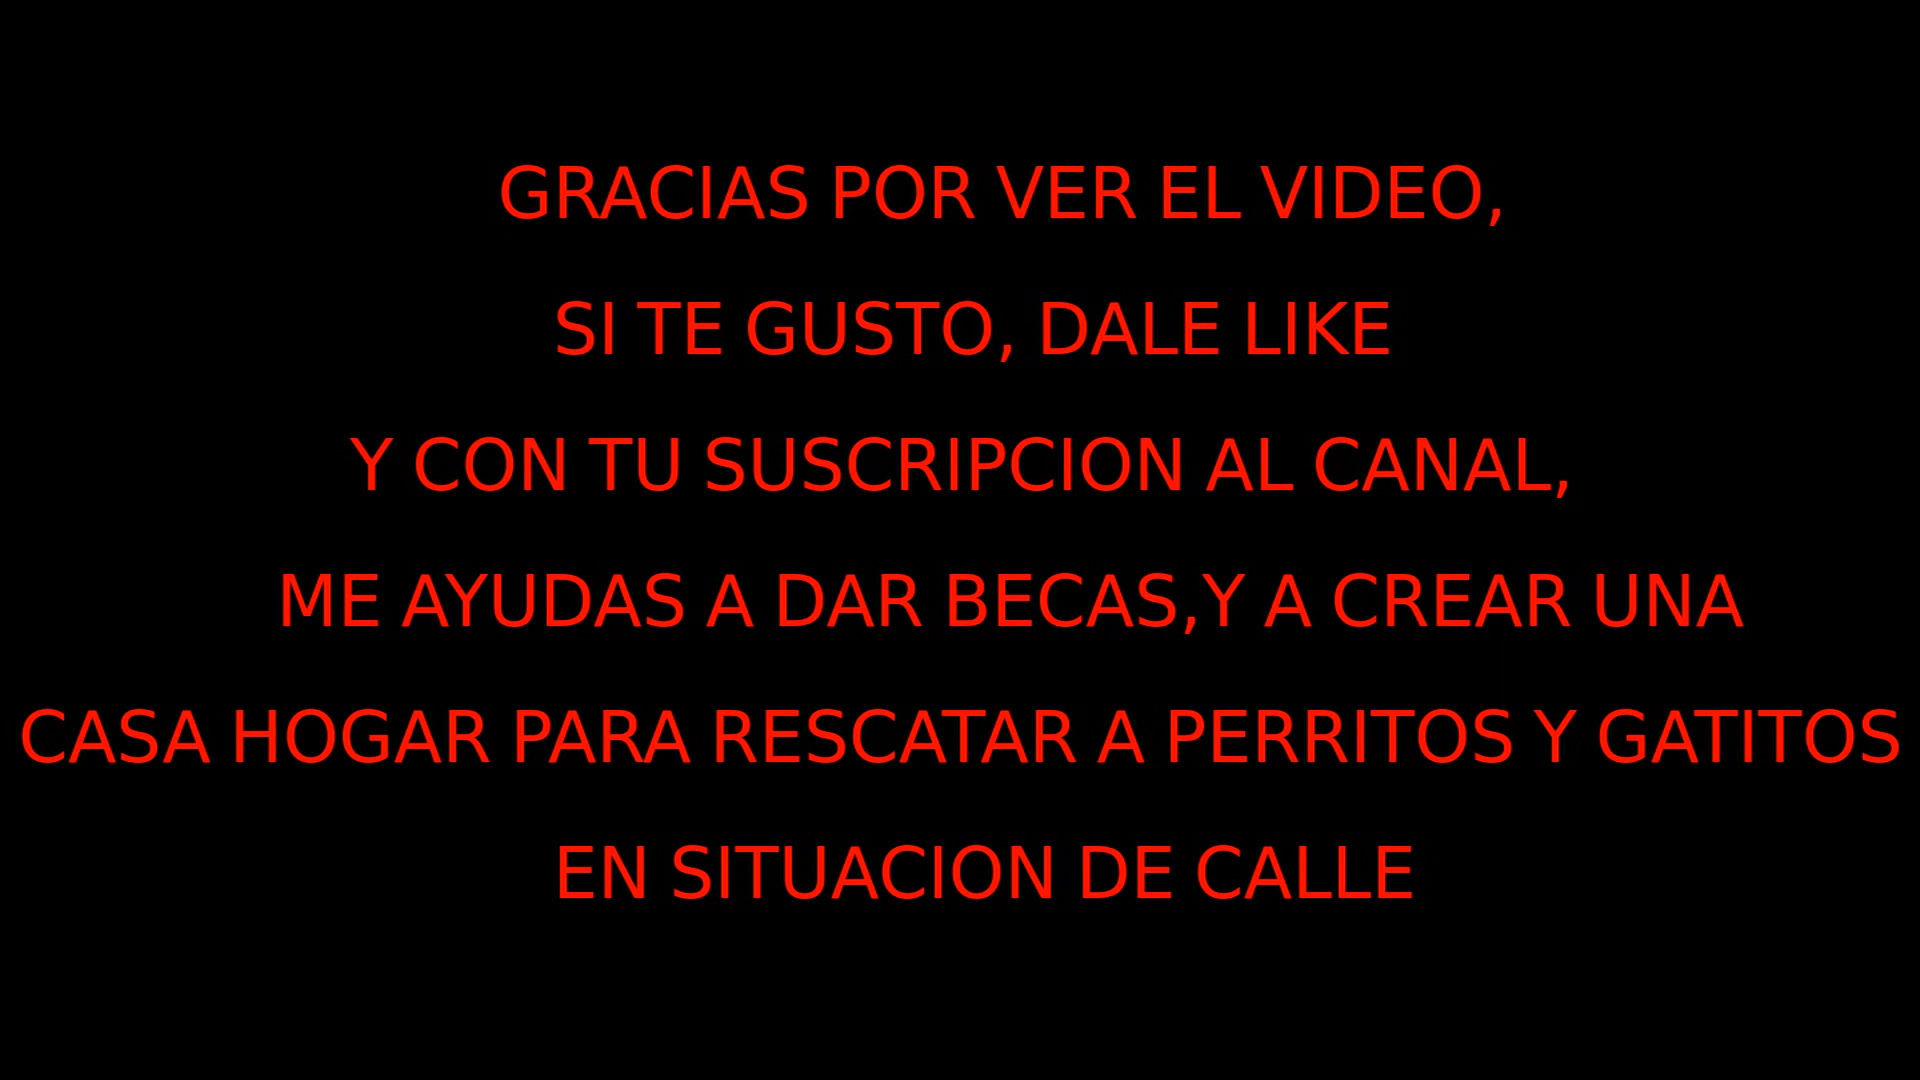 GRACIAS POR VER EL VIDEO,
SI TE GUSTO, DALE LIKE
Y CON TU SUSCRIPCION AL CANAL,
ME AYUDAS A DAR BECAS,Y A CREAR UNA
CASA HOGAR PARA RESCATAR A PERRITOS Y GATITOS
EN SITUACION DE CALLE